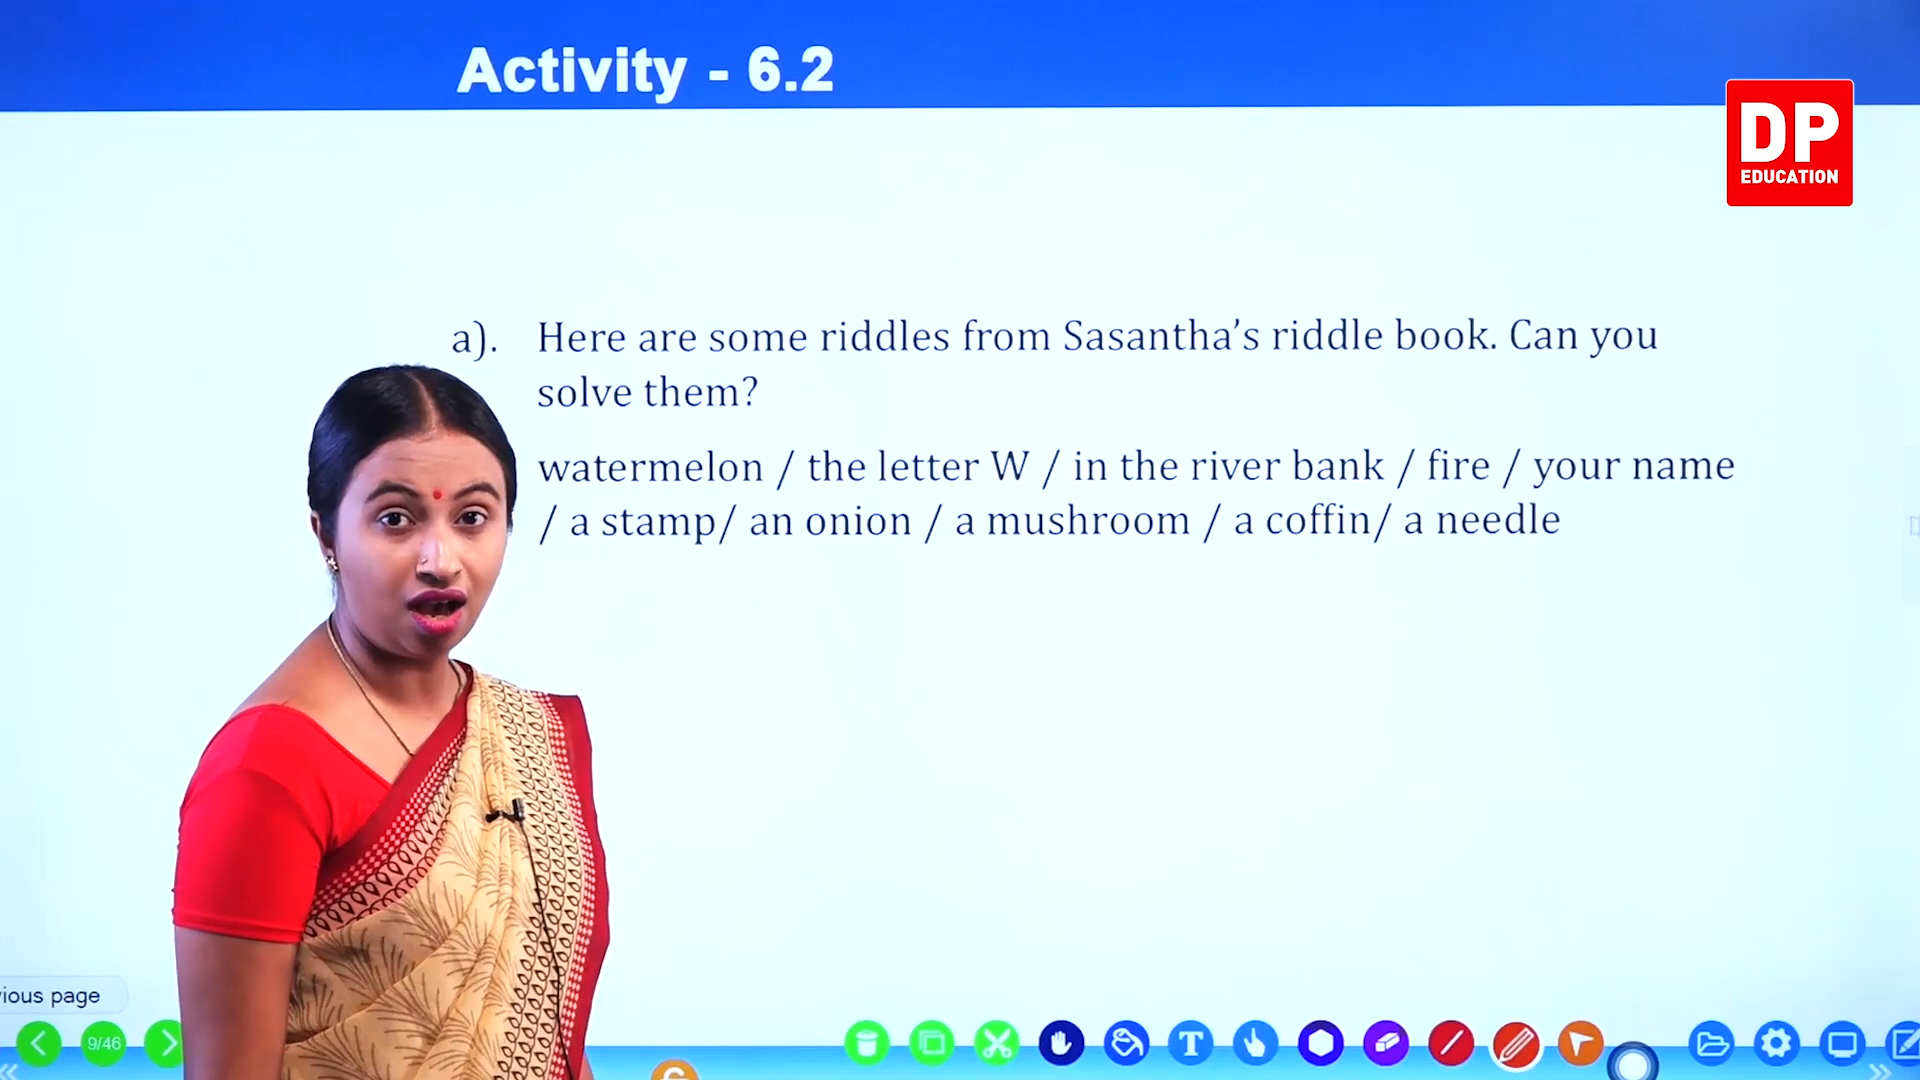 Activity - 6.2
DP
EDUCATION
a). Here are some riddles from Sasantha’s riddle book. Can you
solve them?
watermelon / the letter W / in the river bank / fire / your name
/ a stamp/ an onion / a mushroom / a coffin/ a needle
ious page
9/46
T